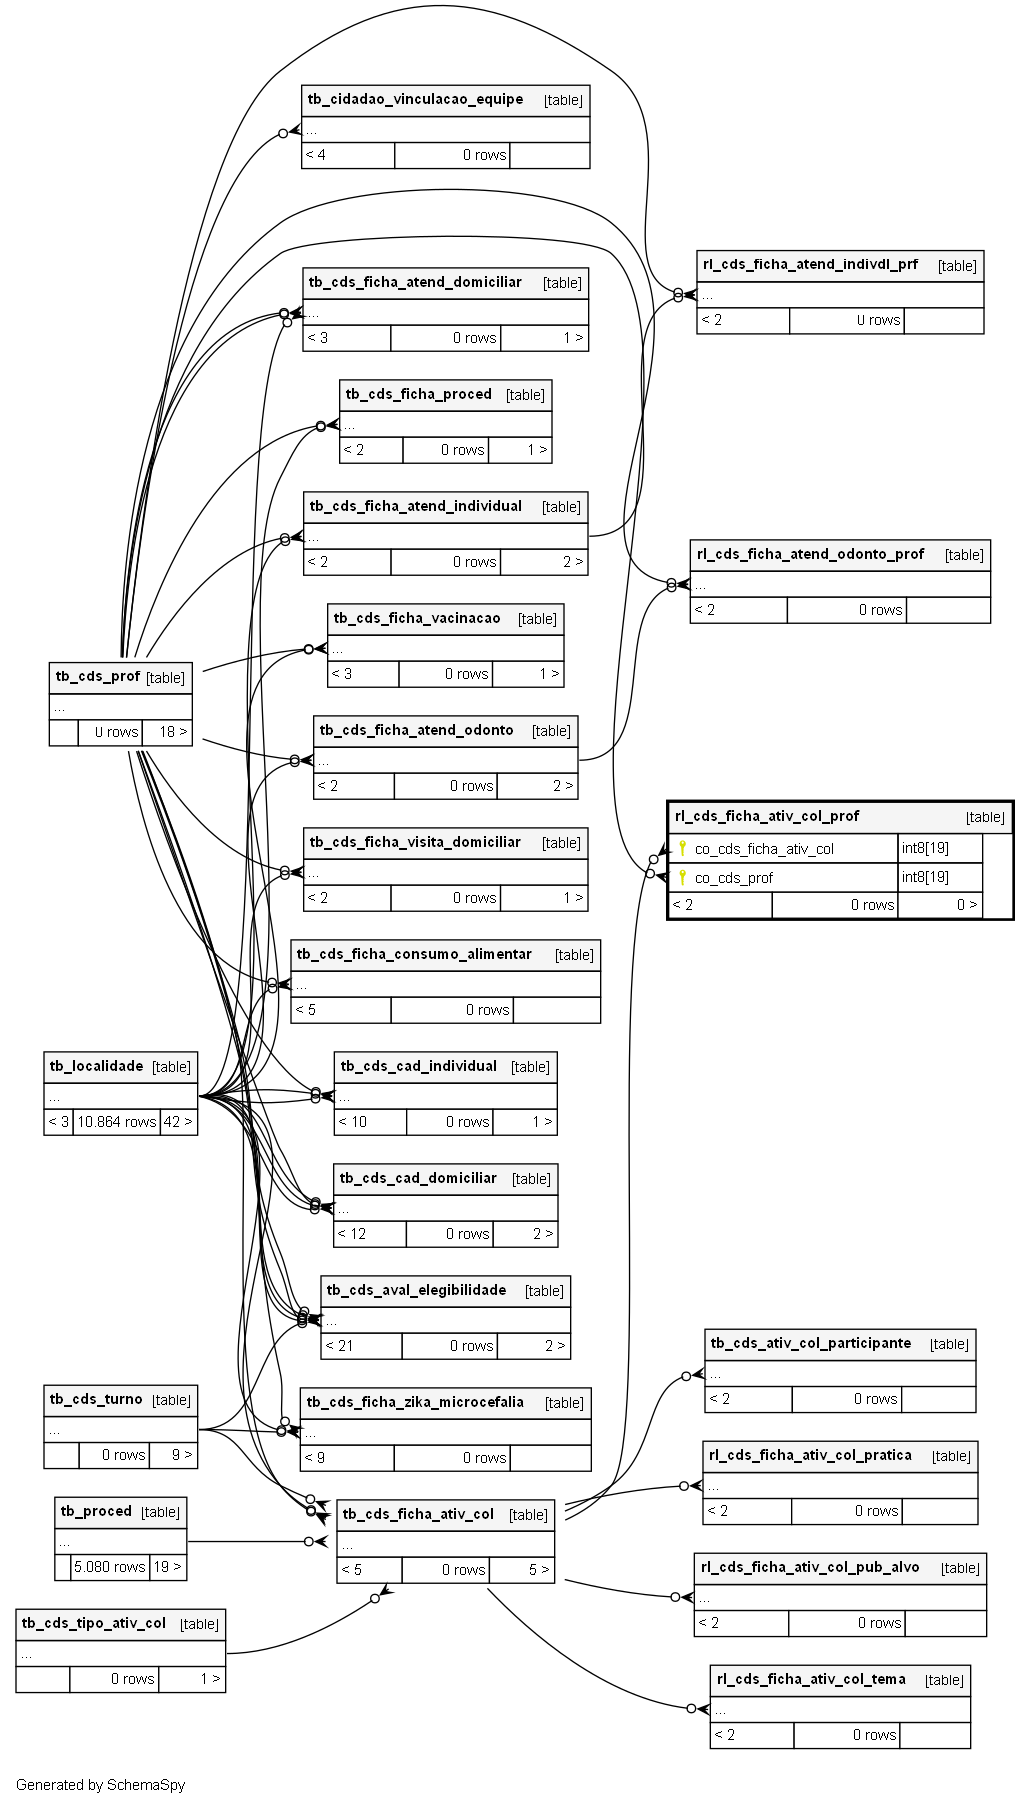 tb_cidadao_vinculacao_equipe [table]
...
< 4 0 rows
rl_cds_ficha_atend_indivdl_prf [table]
...
< 2 0 rows
tb_cds_ficha_atend_domiciliar [table]
...
< 3 0 rows 1 >
tb_cds_ficha_proced [table]
...
< 2 0 rows 1 >
tb_cds_ficha_atend_individual [table]
...
< 2 0 rows 2 >
rl_cds_ficha_atend_odonto_prof [table]
...
< 2 0 rows
tb_cds_ficha_vacinacao [table]
...
< 3 0 rows 1 >
tb_cds_prof [table]
...
0 rows 18 >
tb_cds_ficha_atend_odonto [table]
...
< 2 0 rows 2 >
rl_cds_ficha_ativ_col_prof [table]
co_cds_ficha_ativ_col int8[19]
co_cds_prof int8[19]
< 2 0 rows 0 >
tb_cds_ficha_visita_domiciliar [table]
...
< 2 0 rows 1 >
tb_cds_ficha_consumo_alimentar [table]
...
< 5 0 rows
tb_localidade [table]
...
< 3 10.864 rows 42 >
tb_cds_cad_individual [table]
...
< 10 0 rows 1 >
tb_cds_cad_domiciliar [table]
...
< 12 0 rows 2 >
tb_cds_aval_elegibilidade [table]
...
< 21 0 rows 2 >
tb_cds_ativ_col_participante [table]
...
< 2 0 rows
tb_cds_turno [table]
...
0 rows 9 >
tb_cds_ficha_zika_microcefalia [table]
...
< 9 0 rows
rl_cds_ficha_ativ_col_pratica [table]
...
< 2 0 rows
tb_proced [table]
...
5.080 rows 19 >
tb_cds_ficha_ativ_col [table]
...
< 5 0 rows 5 >
rl_cds_ficha_ativ_col_pub_alvo [table]
...
< 2 0 rows
tb_cds_tipo_ativ_col [table]
...
0 rows 1 >
rl_cds_ficha_ativ_col_tema [table]
...
< 2 0 rows
Generated by SchemaSpy